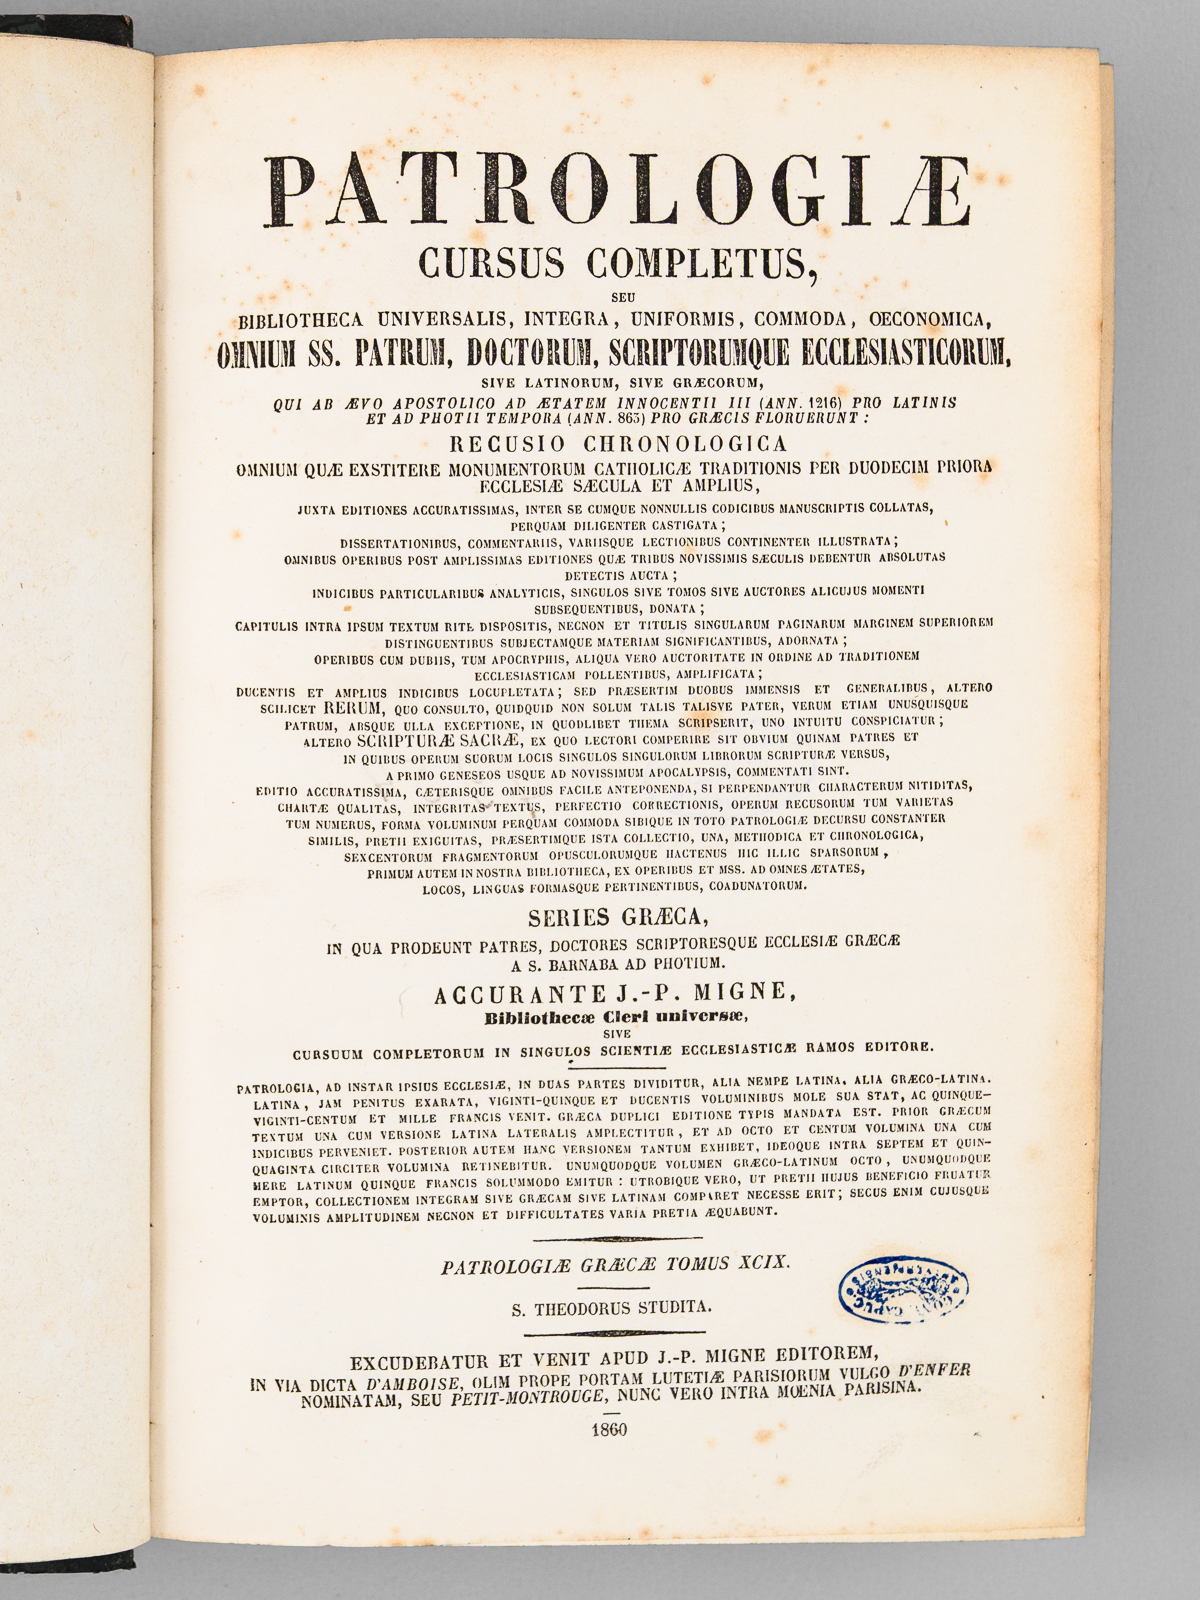 PATROLOGIÆ
CURSUS COMPLETUS,
SEU
BIBLIOTHECA UNIVERSALIS, INTEGRA, UNIFORMIS, COMMODA, OECONOMICA,
OMNIUM SS. PATRUM, DOCTORUM, SCRIPTORUMQUE ECCLESIASTICORUM,
SIVE LATINORUM, SIVE GRÆCORUM,
QUI AB ÆVO APOSTOLICO AD ÆTATEM INNOCENTII III (ANN. 1216) PRO LATINIS
ET AD PHOTII TEMPORA (ANN. 863) PRO GRÆCIS FLORUERUNT :
RECUSIO CHRONOLOGICA
OMNIUM QUÆ EXSTITERE MONUMENTORUM CATHOLICÆ TRADITIONIS PER DUODECIM PRIORA
ECCLESIÆ SÆCULA ET AMPLIUS,
JUXTA EDITIONES ACCURATISSIMAS, INTER SE CUMQUE NONNULLIS CODICIBUS MANUSCRIPTIS COLLATAS,
PERQUAM DILIGENTER CASTIGATA ;
DISSERTATIONIBUS, COMMENTARIIS, VARIISQUE LECTIONIBUS CONTINENTER ILLUSTRATA ;
OMNIBUS OPERIBUS POST AMPLISSIMAS EDITIONES QUÆ TRIBUS NOVISSIMIS SÆCULIS DEBENTUR ABSOLUTAS
DETECTIS AUCTA ;
INDICIBUS PARTICULARIBUS ANALYTICIS, SINGULOS SIVE TOMOS SIVE AUCTORES ALICUJUS MOMENTI
SUBSEQUENTIBUS, DONATA ;
CAPITULIS INTRA IPSUM TEXTUM RITE DISPOSITIS, NECNON ET TITULIS SINGULARUM PAGINARUM MARGINEM SUPERIOREM
DISTINGUENTIBUS SUBJECTAMQUE MATERIAM SIGNIFICANTIBUS, ADORNATA ;
OPERIBUS CUM DUBIIS, TUM APOCRYPHIS, ALIQUA VERO AUCTORITATE IN ORDINE AD TRADITIONEM
ECCLESIASTICAM POLLENTIBUS, AMPLIFICATA ;
DUCENTIS ET AMPLIUS INDICIBUS LOCUPLETATA ; SED PRÆSERTIM DUOBUS IMMENSIS ET GENERALIBUS, ALTERO
SCILICET RERUM, QUO CONSULTO, QUIDQUID NON SOLUM TALIS TALISVE PATER, VERUM ETIAM UNUSQUISQUE
PATRUM, ABSQUE ULLA EXCEPTIONE, IN QUODLIBET THEMA SCRIPSERIT, UNO INTUITU CONSPICIATUR ;
ALTERO SCRIPTURÆ SACRÆ, EX QUO LECTORI COMPERIRE SIT OBVIUM QUINAM PATRES ET
IN QUIBUS OPERUM SUORUM LOCIS SINGULOS SINGULORUM LIBRORUM SCRIPTURÆ VERSUS,
A PRIMO GENESEOS USQUE AD NOVISSIMUM APOCALYPSIS, COMMENTATI SINT.
EDITIO ACCURATISSIMA, CÆTERISQUE OMNIBUS FACILE ANTEPONENDA, SI PERPENDANTUR CHARACTERUM NITIDITAS,
CHARTÆ QUALITAS, INTEGRITAS TEXTUS, PERFECTIO CORRECTIONIS, OPERUM RECUSORUM TUM VARIETAS
TUM NUMERUS, FORMA VOLUMINUM PERQUAM COMMODA SIBIQUE IN TOTO PATROLOGIÆ DECURSU CONSTANTER
SIMILIS, PRETII EXIGUITAS, PRÆSERTIMQUE ISTA COLLECTIO, UNA, METHODICA ET CHRONOLOGICA,
SEXCENTORUM FRAGMENTORUM OPUSCULORUMQUE HACTENUS HIC ILLIC SPARSORUM,
PRIMUM AUTEM IN NOSTRA BIBLIOTHECA, EX OPERIBUS ET MSS. AD OMNES ÆTATES,
LOCOS, LINGUAS FORMASQUE PERTINENTIBUS, COADUNATORUM.
SERIES GRÆCA,
IN QUA PRODEUNT PATRES, DOCTORES SCRIPTORESQUE ECCLESIÆ GRÆCÆ
A S. BARNABA AD PHOTIUM.
ACCURANTE J.-P. MIGNE,
Bibliothecæ Cleri universæ,
SIVE
CURSUUM COMPLETORUM IN SINGULOS SCIENTIÆ ECCLESIASTICÆ RAMOS EDITORE.
PATROLOGIA, AD INSTAR IPSIUS ECCLESIÆ, IN DUAS PARTES DIVIDITUR, ALIA NEMPE LATINA, ALIA GRÆCO-LATINA.
LATINA, JAM PENITUS EXARATA, VIGINTI-QUINQUE ET DUCENTIS VOLUMINIBUS MOLE SUA STAT, AC QUINQUE-
VIGINTI-CENTUM ET MILLE FRANCIS VENIT. GRÆCA DUPLICI EDITIONE TYPIS MANDATA EST. PRIOR GRÆCUM
TEXTUM UNA CUM VERSIONE LATINA LATERALIS AMPLECTITUR, ET AD OCTO ET CENTUM VOLUMINA UNA CUM
INDICIBUS PERVENIET. POSTERIOR AUTEM HANC VERSIONEM TANTUM EXHIBET, IDEOQUE INTRA SEPTEM ET QUIN-
QUAGINTA CIRCITER VOLUMINA RETINEBITUR. UNUMQUODQUE VOLUMEN GRÆCO-LATINUM OCTO, UNUMQUODQUE
MERE LATINUM QUINQUE FRANCIS SOLUMMODO EMITUR : UTROBIQUE VERO, UT PRETII HUJUS BENEFICIO FRUATUR
EMPTOR, COLLECTIONEM INTEGRAM SIVE GRÆCAM SIVE LATINAM COMPARET NECESSE ERIT ; SECUS ENIM CUJUSQUE
VOLUMINIS AMPLITUDINEM NECNON ET DIFFICULTATES VARIA PRETIA ÆQUABUNT.
PATROLOGIÆ GRÆCÆ TOMUS XCIX.
S. THEODORUS STUDITA.
CONV. CAPUC. ANTVERPIENSIS
EXCUDEBATUR ET VENIT APUD J.-P. MIGNE EDITOREM,
IN VIA DICTA D'AMBOISE, OLIM PROPE PORTAM LUTETIÆ PARISIORUM VULGO D'ENFER
NOMINATAM, SEU PETIT-MONTROUGE, NUNC VERO INTRA MOENIA PARISINA.
1860